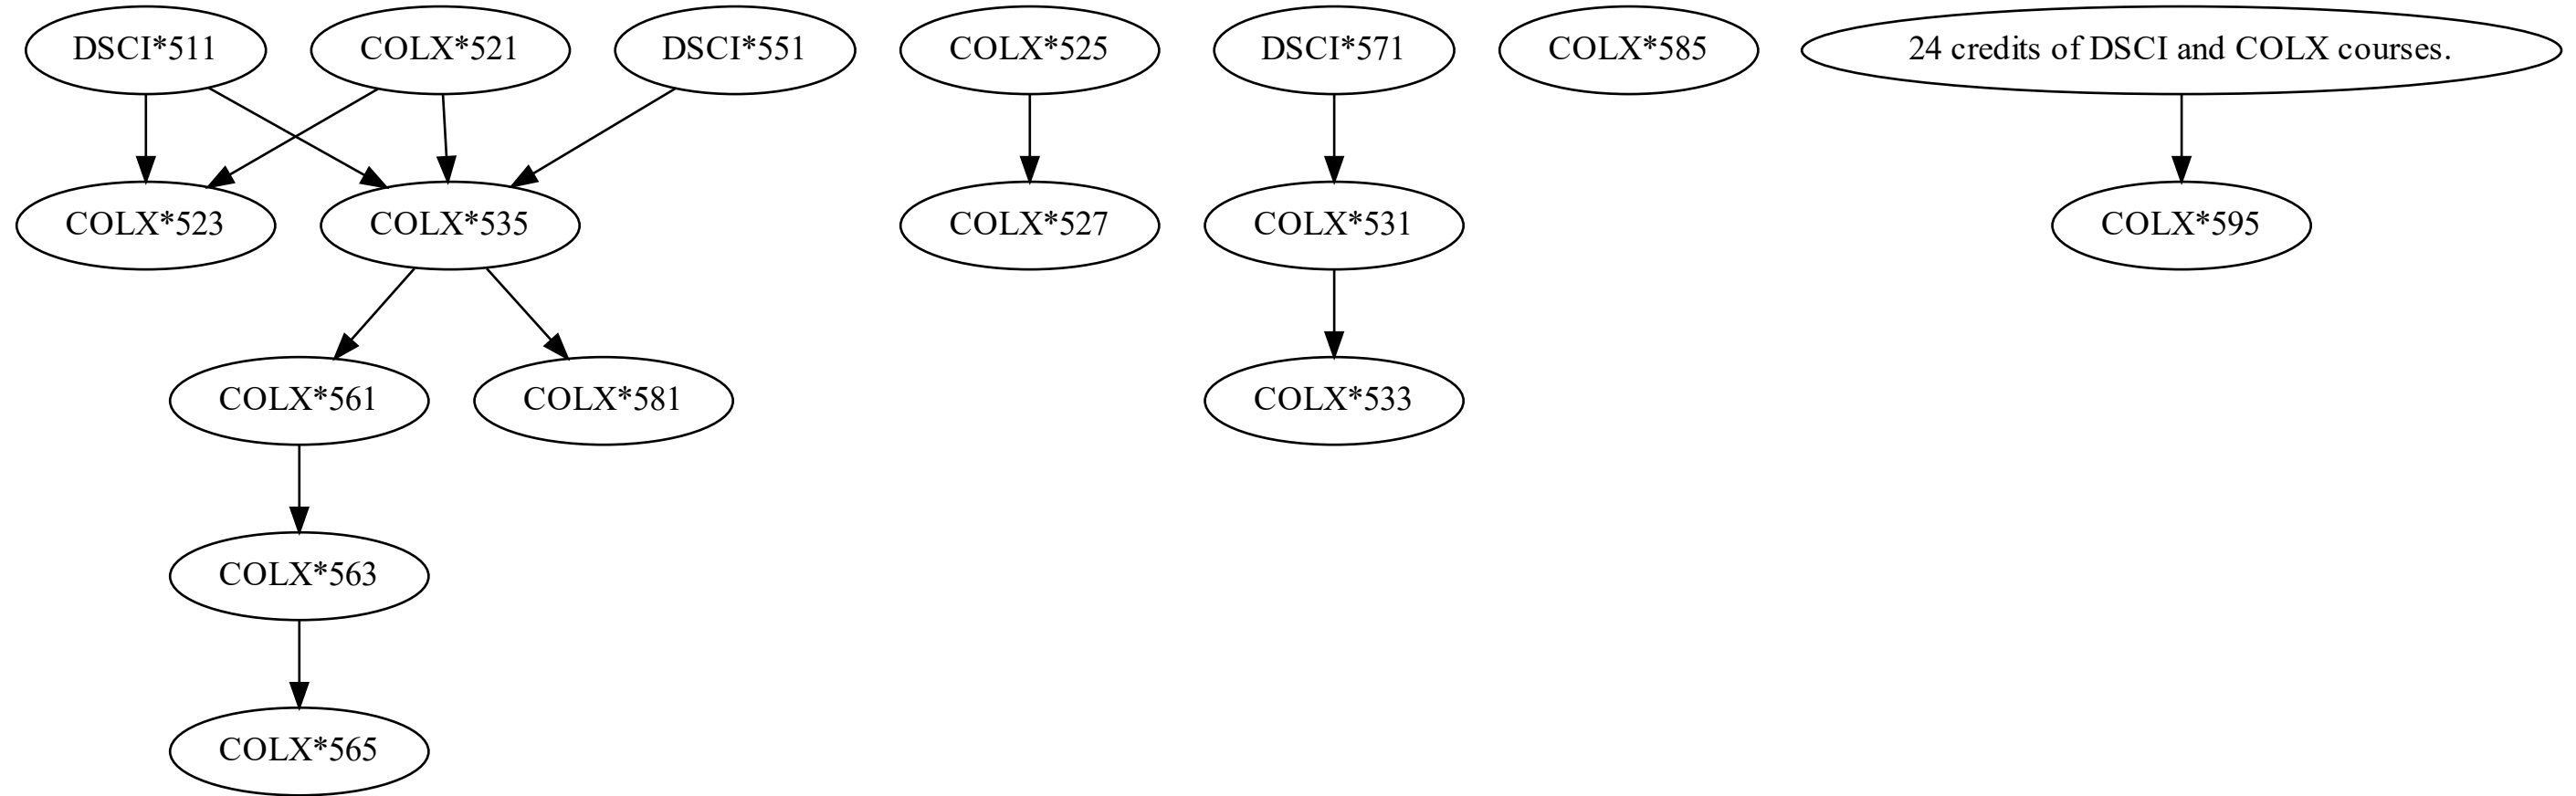 DSCI*511
COLX*521
DSCI*551
COLX*525
DSCI*571
COLX*585
24 credits of DSCI and COLX courses.
COLX*523
COLX*535
COLX*527
COLX*531
COLX*595
COLX*561
COLX*581
COLX*533
COLX*563
COLX*565